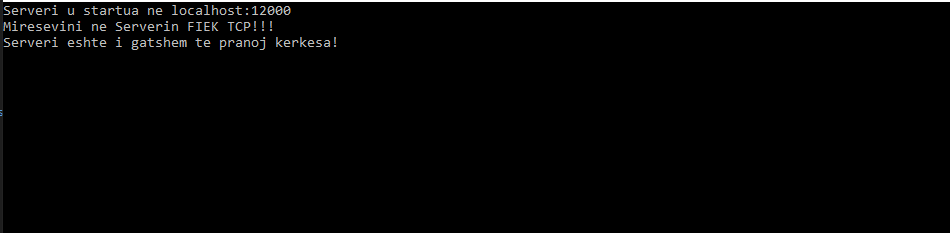 Serveri u startua ne localhost:12000
Miresevini ne Serverin FIEK TCP!!!
Serveri eshte i gatshem te pranoj kerkesa!
s